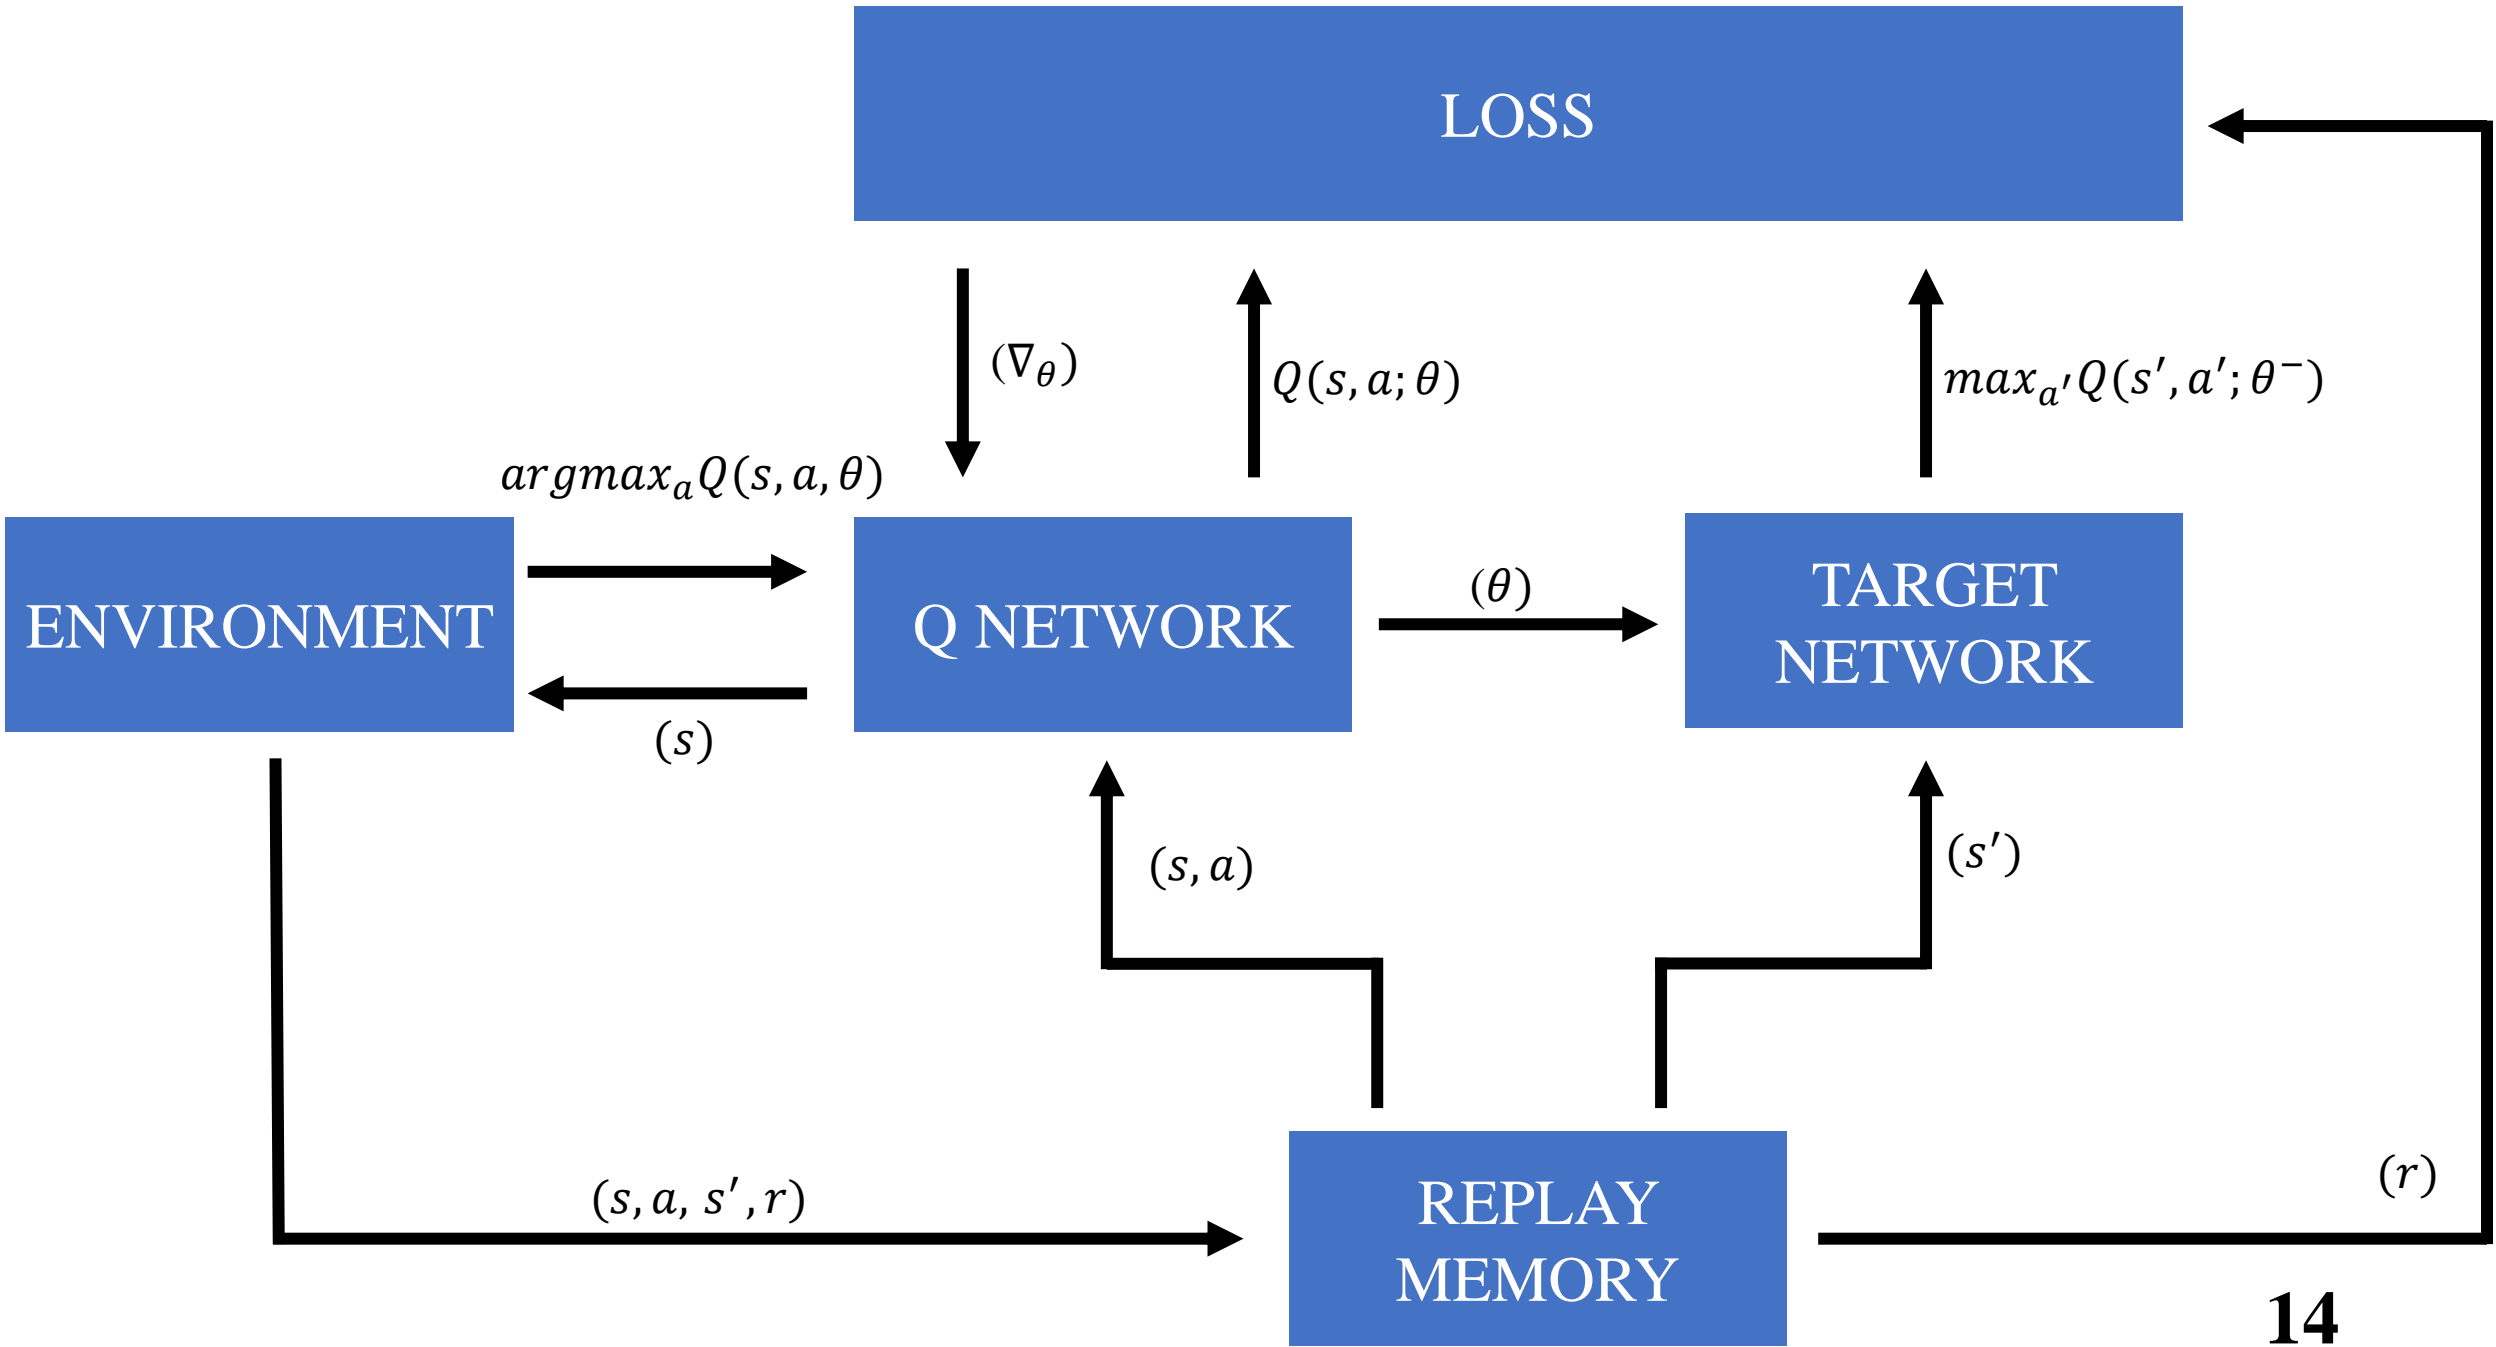 LOSS
(∇θ)
Q(s, a; θ)
maxₐ′Q(s′, a′; θ⁻)
argmaxₐQ(s, a, θ)
ENVIRONMENT
Q NETWORK
(θ)
TARGET
NETWORK
(s)
(s, a)
(s′)
(s, a, s′, r)
REPLAY
MEMORY
(r)
14